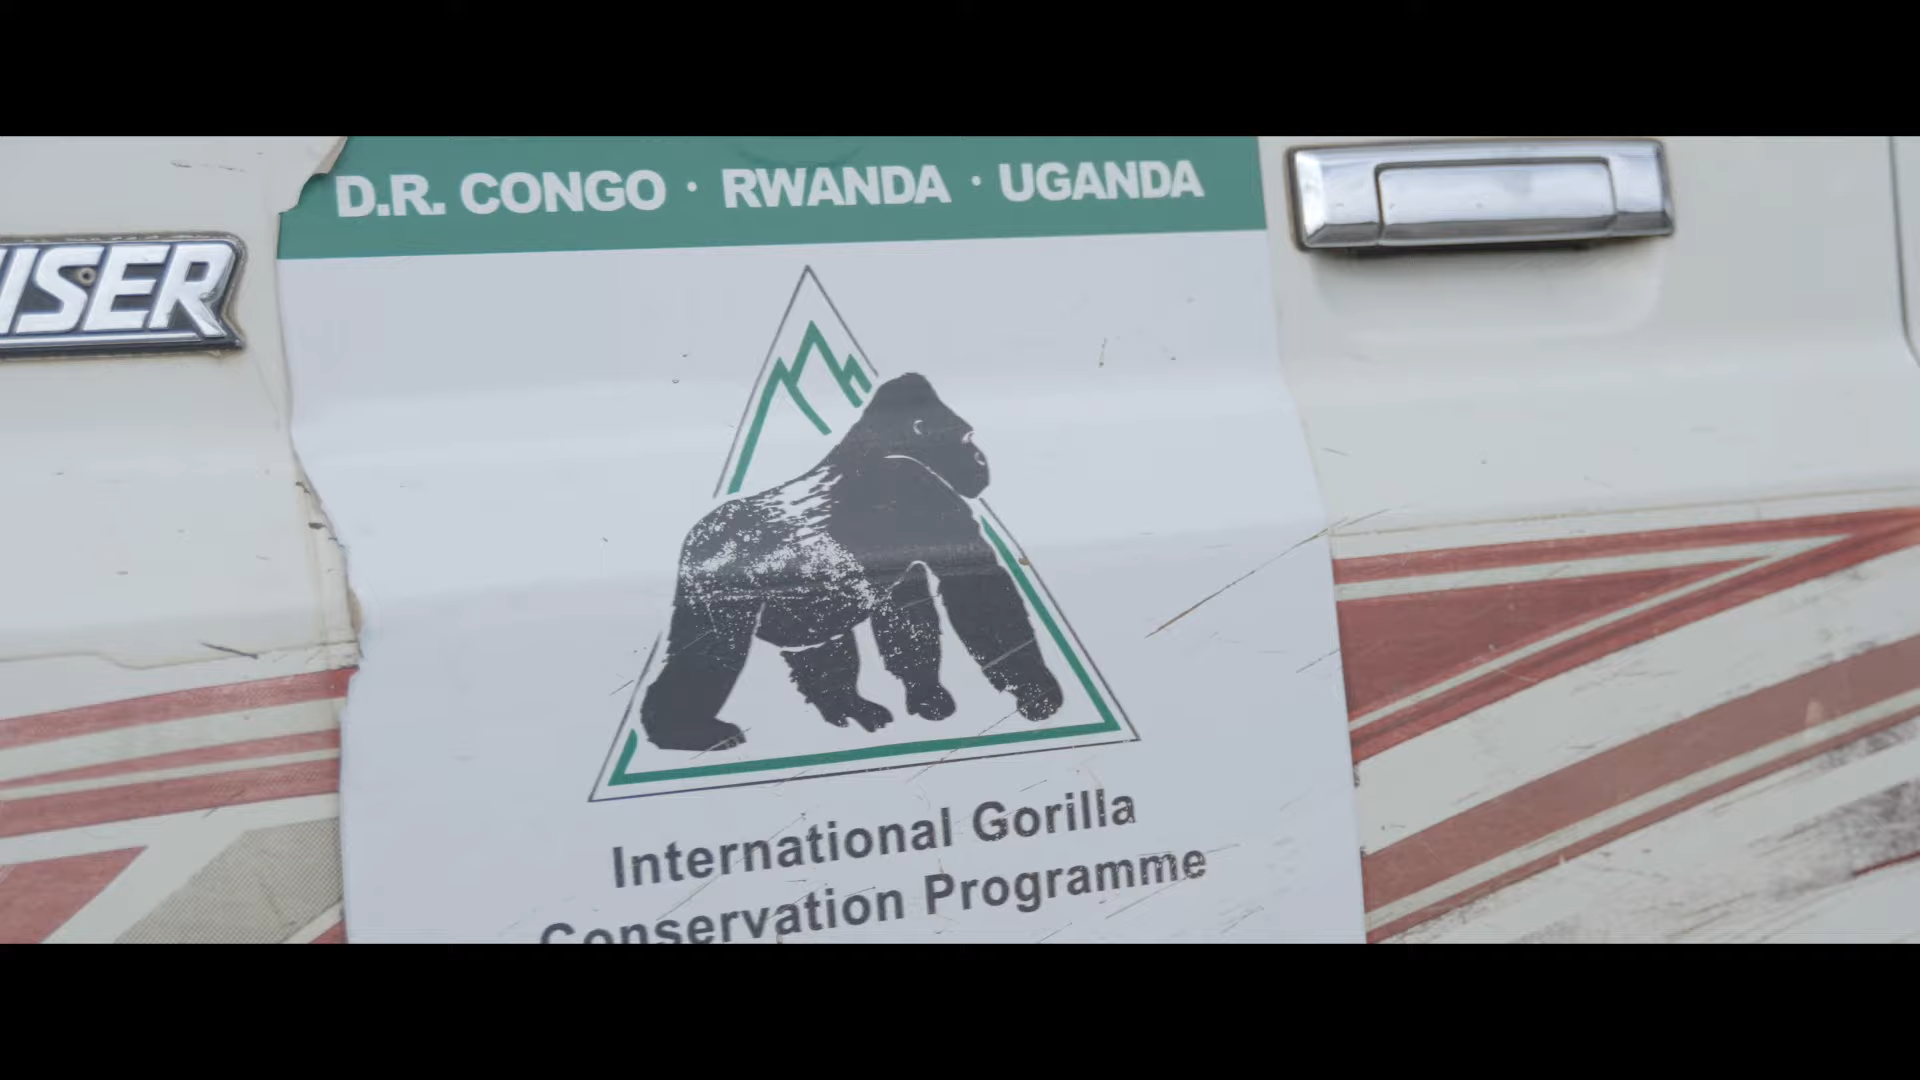 D.R. CONGO · RWANDA · UGANDA
ISER
International Gorilla
Conservation Programme